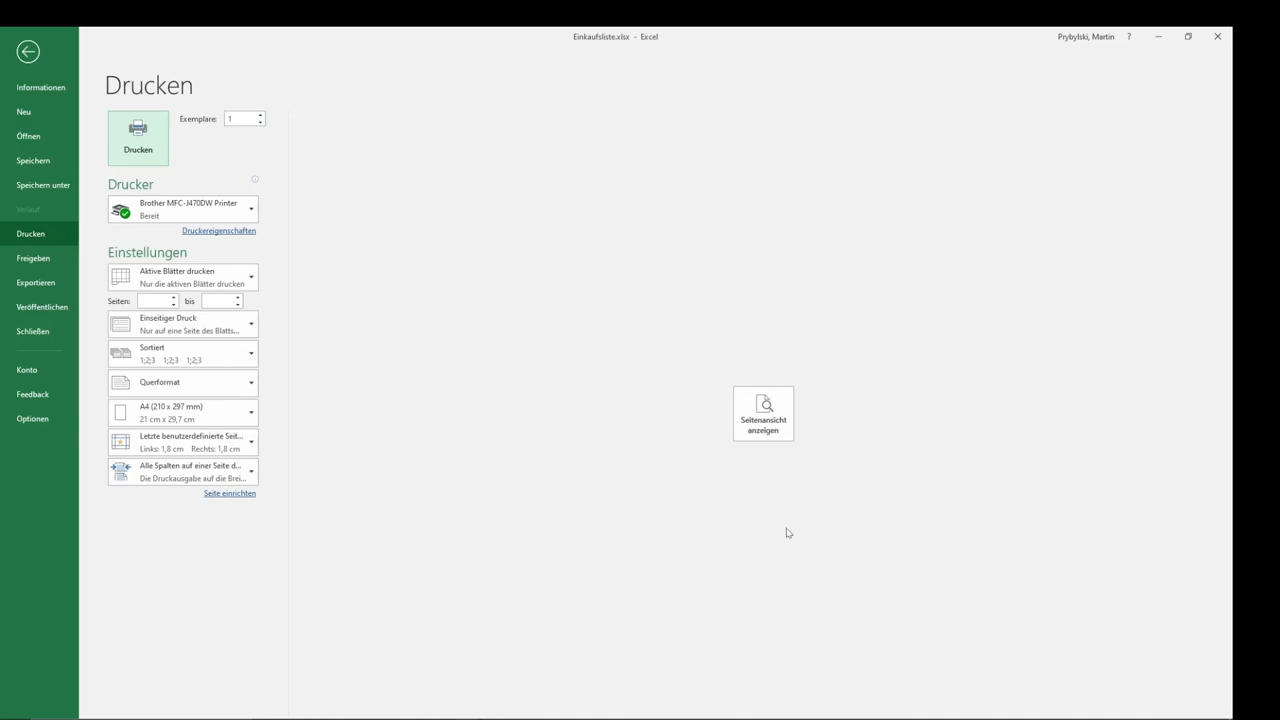 Einkaufsliste.xlsx - Excel
Prybylski, Martin
?
Informationen
Neu
Öffnen
Speichern
Speichern unter
Verlauf
Drucken
Freigeben
Exportieren
Veröffentlichen
Schließen
Konto
Feedback
Optionen
Drucken
Drucken
Exemplare: 1
Drucker
Brother MFC-J470DW Printer
Bereit
Druckereigenschaften
Einstellungen
Aktive Blätter drucken
Nur die aktiven Blätter drucken
Seiten: bis
Einseitiger Druck
Nur auf eine Seite des Blatts...
Sortiert
1;2;3 1;2;3 1;2;3
Querformat
A4 (210 x 297 mm)
21 cm x 29,7 cm
Letzte benutzerdefinierte Seit...
Links: 1,8 cm Rechts: 1,8 cm
Alle Spalten auf einer Seite d...
Die Druckausgabe auf die Brei...
Seite einrichten
Seitenansicht
anzeigen